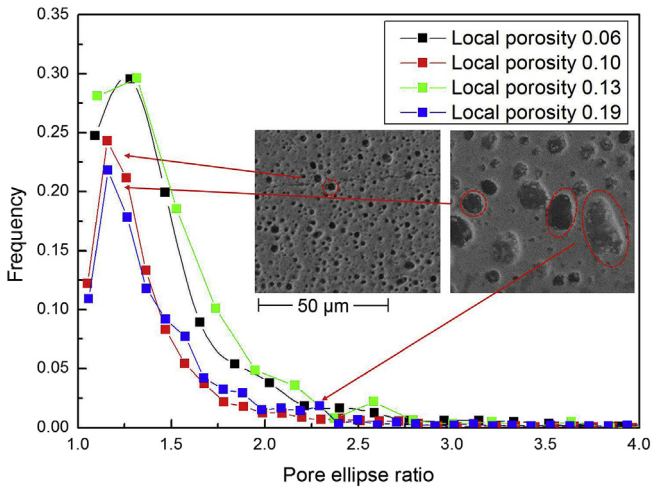 0.35
0.30
0.25
0.20
0.15
0.10
0.05
0.00
Frequency
Local porosity 0.06
Local porosity 0.10
Local porosity 0.13
Local porosity 0.19
50 µm
1.0 1.5 2.0 2.5 3.0 3.5 4.0
Pore ellipse ratio